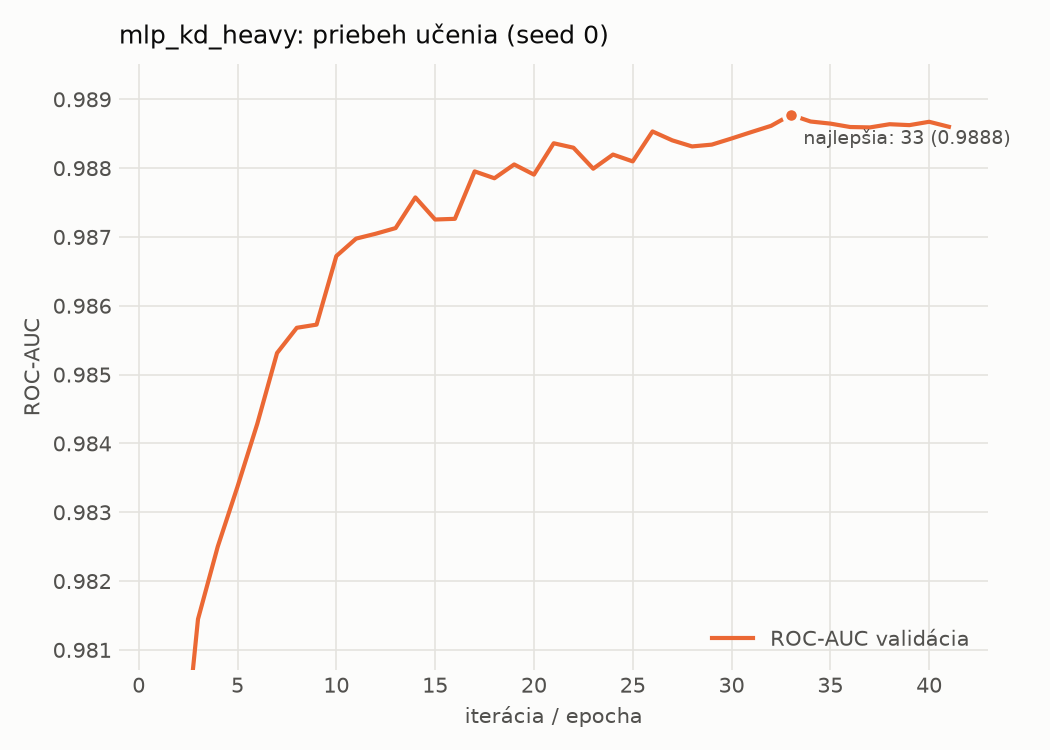 mlp_kd_heavy: priebeh učenia (seed 0)
0.989
0.988
0.987
0.986
0.985
0.984
0.983
0.982
0.981
ROC-AUC
najlepšia: 33 (0.9888)
ROC-AUC validácia
0 5 10 15 20 25 30 35 40
iterácia / epocha